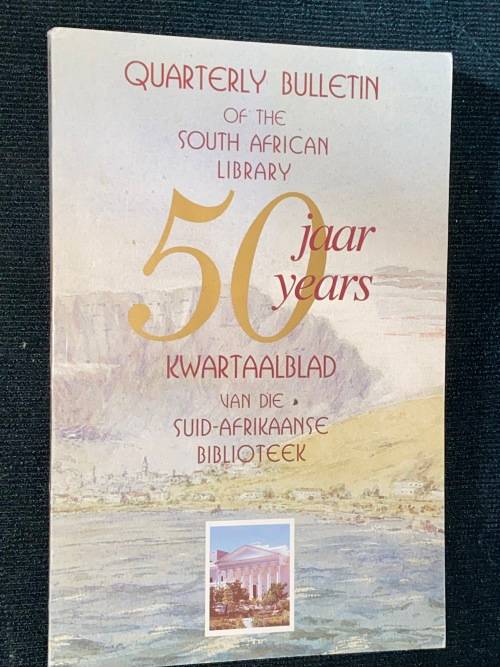 QUARTERLY BULLETIN
OF THE
SOUTH AFRICAN
LIBRARY
50
jaar
years
KWARTAALBLAD
VAN DIE
SUID-AFRIKAANSE
BIBLIOTEEK